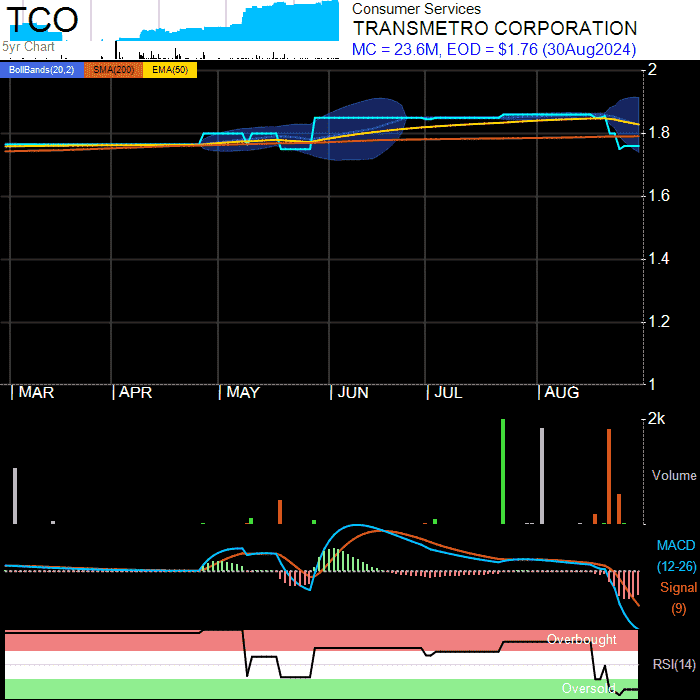 TCO
5yr Chart
Consumer Services
TRANSMETRO CORPORATION
MC = 23.6M, EOD = $1.76 (30Aug2024)
BollBands(20,2) SMA(200) EMA(50)
2
1.8
1.6
1.4
1.2
1
MAR APR MAY JUN JUL AUG
2k
Volume
MACD
(12-26)
Signal
(9)
Overbought
RSI(14)
Oversold